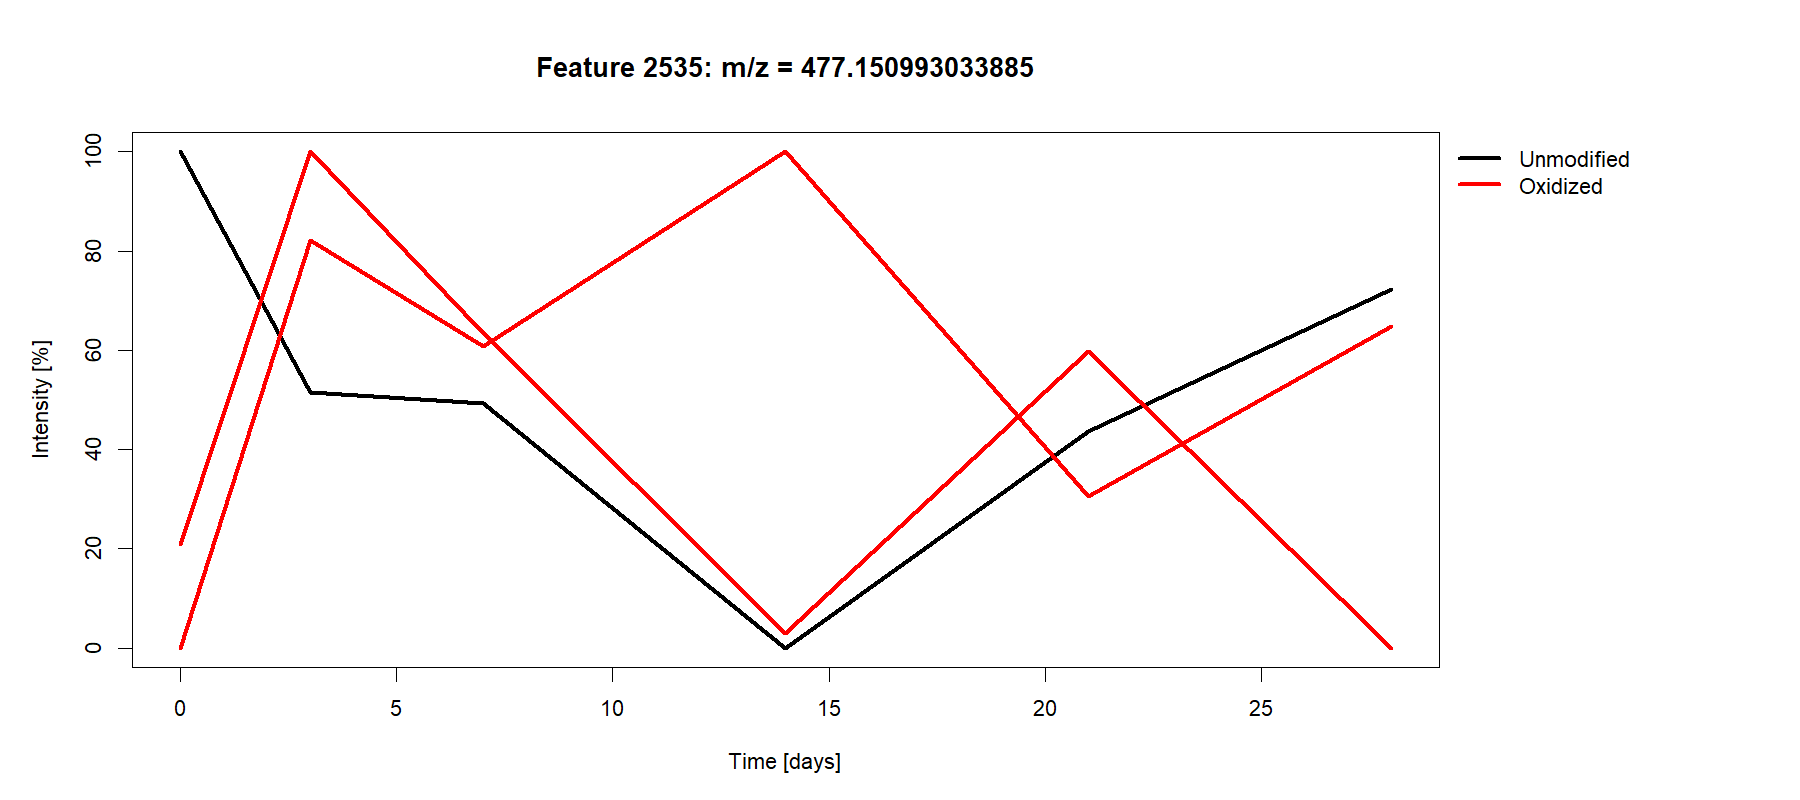 Feature 2535: m/z = 477.150993033885
Unmodified
Oxidized
Intensity [%]
100
80
60
40
20
0
0 5 10 15 20 25
Time [days]